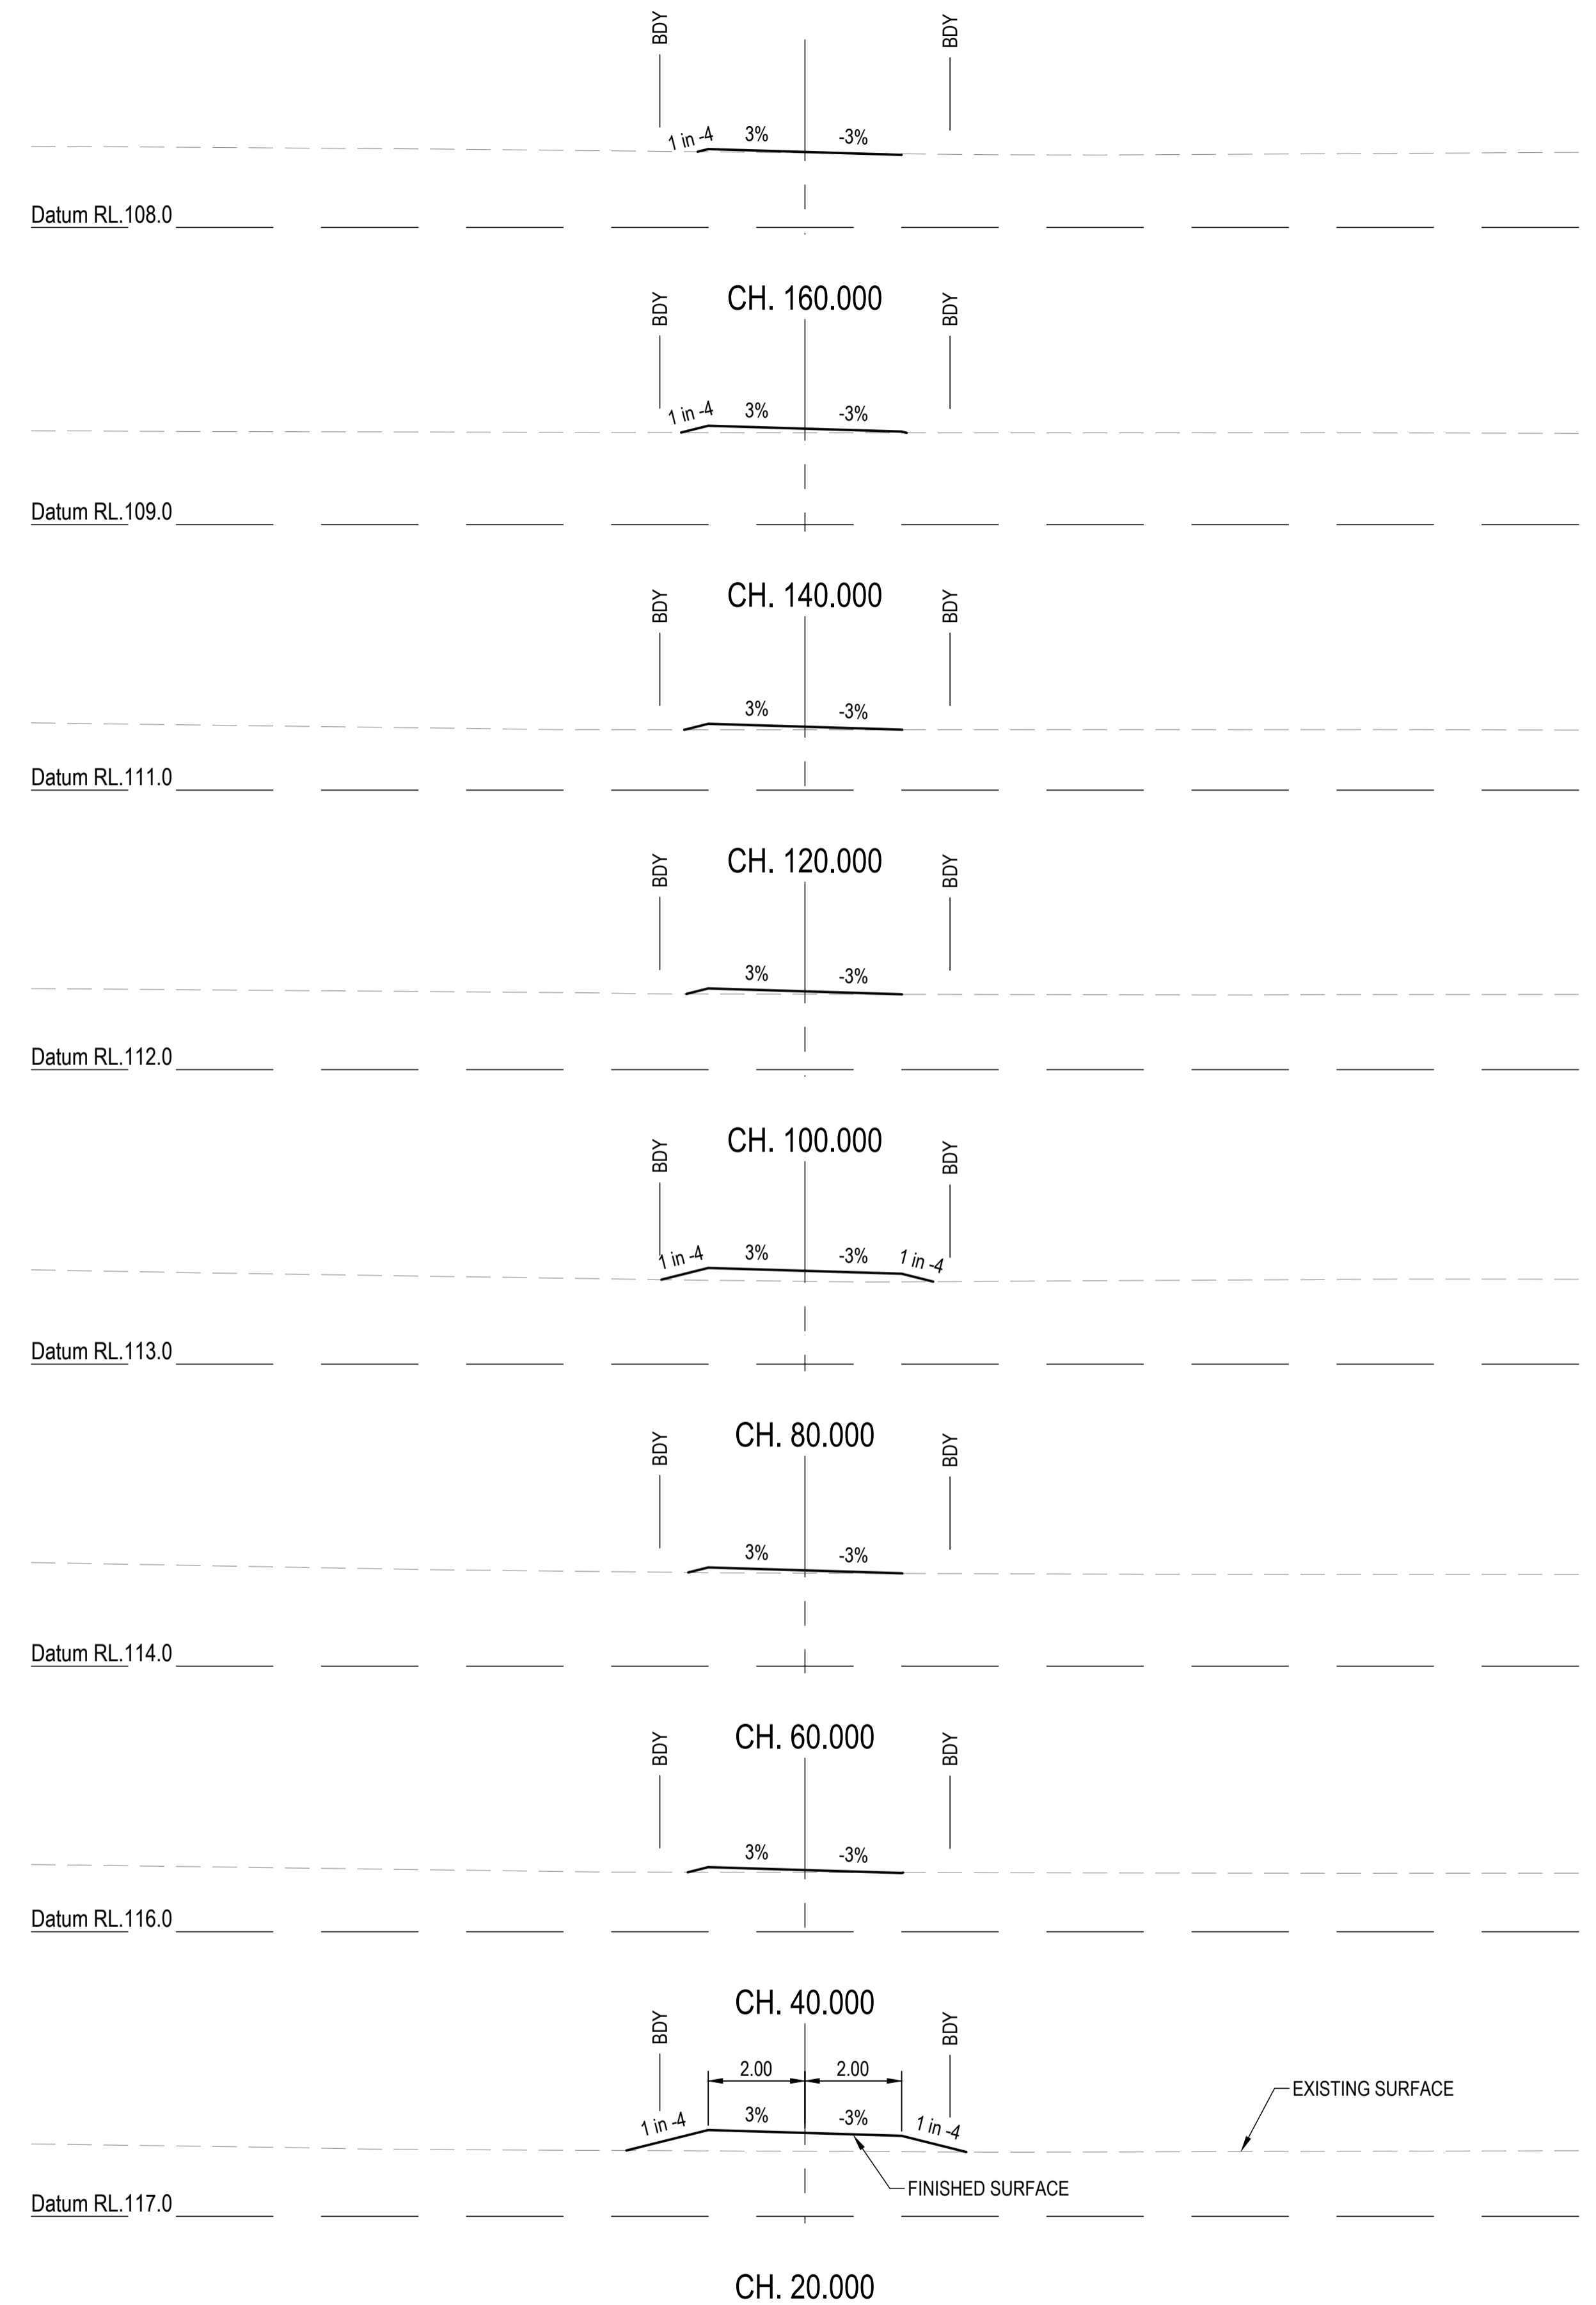 BDY BDY
1 in -4 3% -3%
Datum RL.108.0
CH. 160.000
BDY BDY
1 in -4 3% -3%
Datum RL.109.0
CH. 140.000
BDY BDY
3% -3%
Datum RL.111.0
CH. 120.000
BDY BDY
3% -3%
Datum RL.112.0
CH. 100.000
BDY BDY
1 in -4 3% -3% 1 in -4
Datum RL.113.0
CH. 80.000
BDY BDY
3% -3%
Datum RL.114.0
CH. 60.000
BDY BDY
3% -3%
Datum RL.116.0
CH. 40.000
BDY BDY
2.00 2.00
EXISTING SURFACE
1 in -4 3% -3% 1 in -4
FINISHED SURFACE
Datum RL.117.0
CH. 20.000